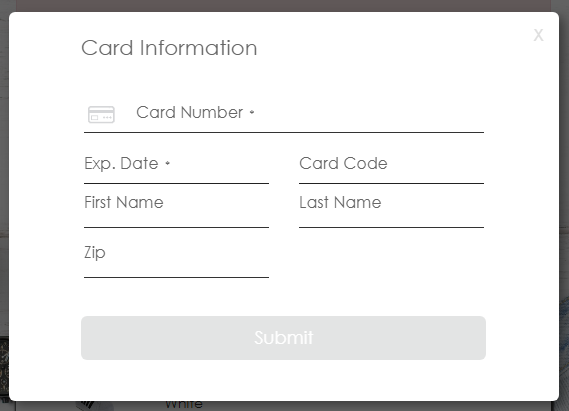 x
Card Information
Card Number *
Exp. Date * Card Code
First Name Last Name
Zip
Submit
White